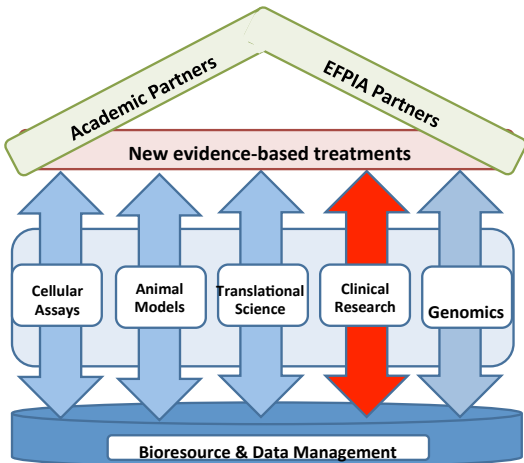 Academic Partners
EFPIA Partners
New evidence-based treatments
Cellular
Assays
Animal
Models
Translational
Science
Clinical
Research
Genomics
Bioresource & Data Management